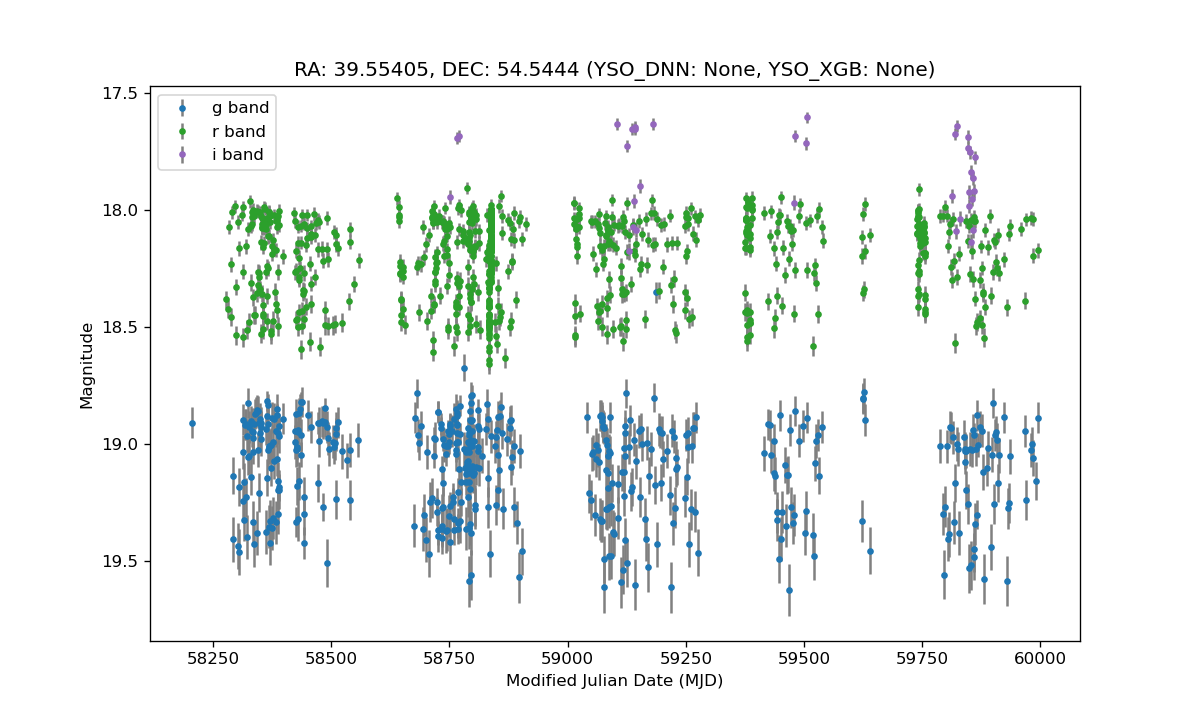 RA: 39.55405, DEC: 54.5444 (YSO_DNN: None, YSO_XGB: None)
g band
r band
i band
17.5
18.0
18.5
19.0
19.5
Magnitude
58250 58500 58750 59000 59250 59500 59750 60000
Modified Julian Date (MJD)